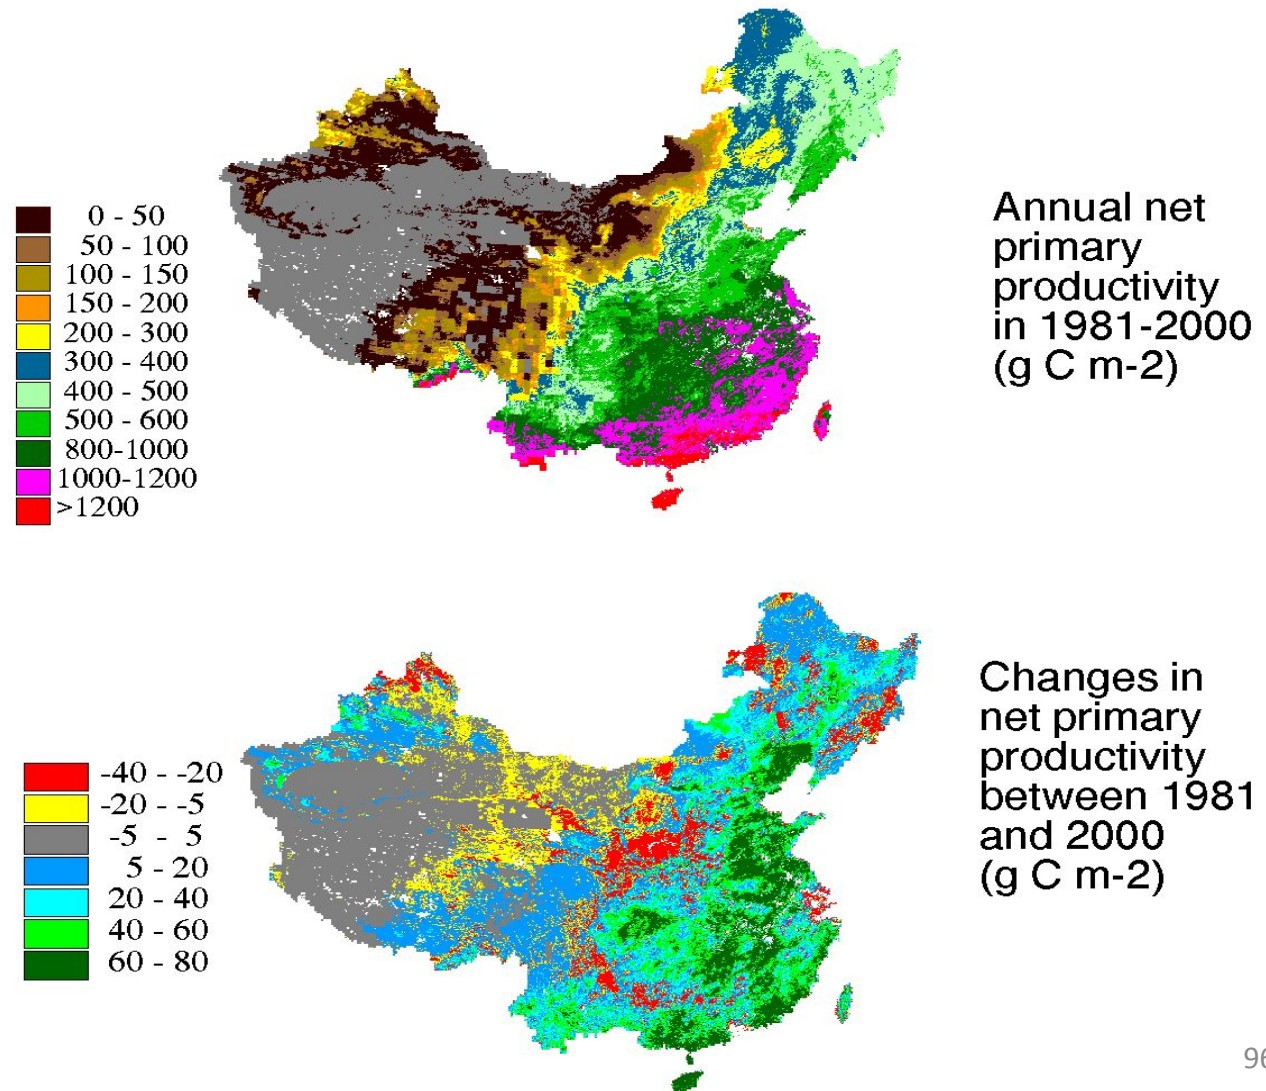 0 - 50
50 - 100
100 - 150
150 - 200
200 - 300
300 - 400
400 - 500
500 - 600
800-1000
1000-1200
>1200
Annual net
primary
productivity
in 1981-2000
(g C m-2)
-40 - -20
-20 - -5
-5 - 5
5 - 20
20 - 40
40 - 60
60 - 80
Changes in
net primary
productivity
between 1981
and 2000
(g C m-2)
96